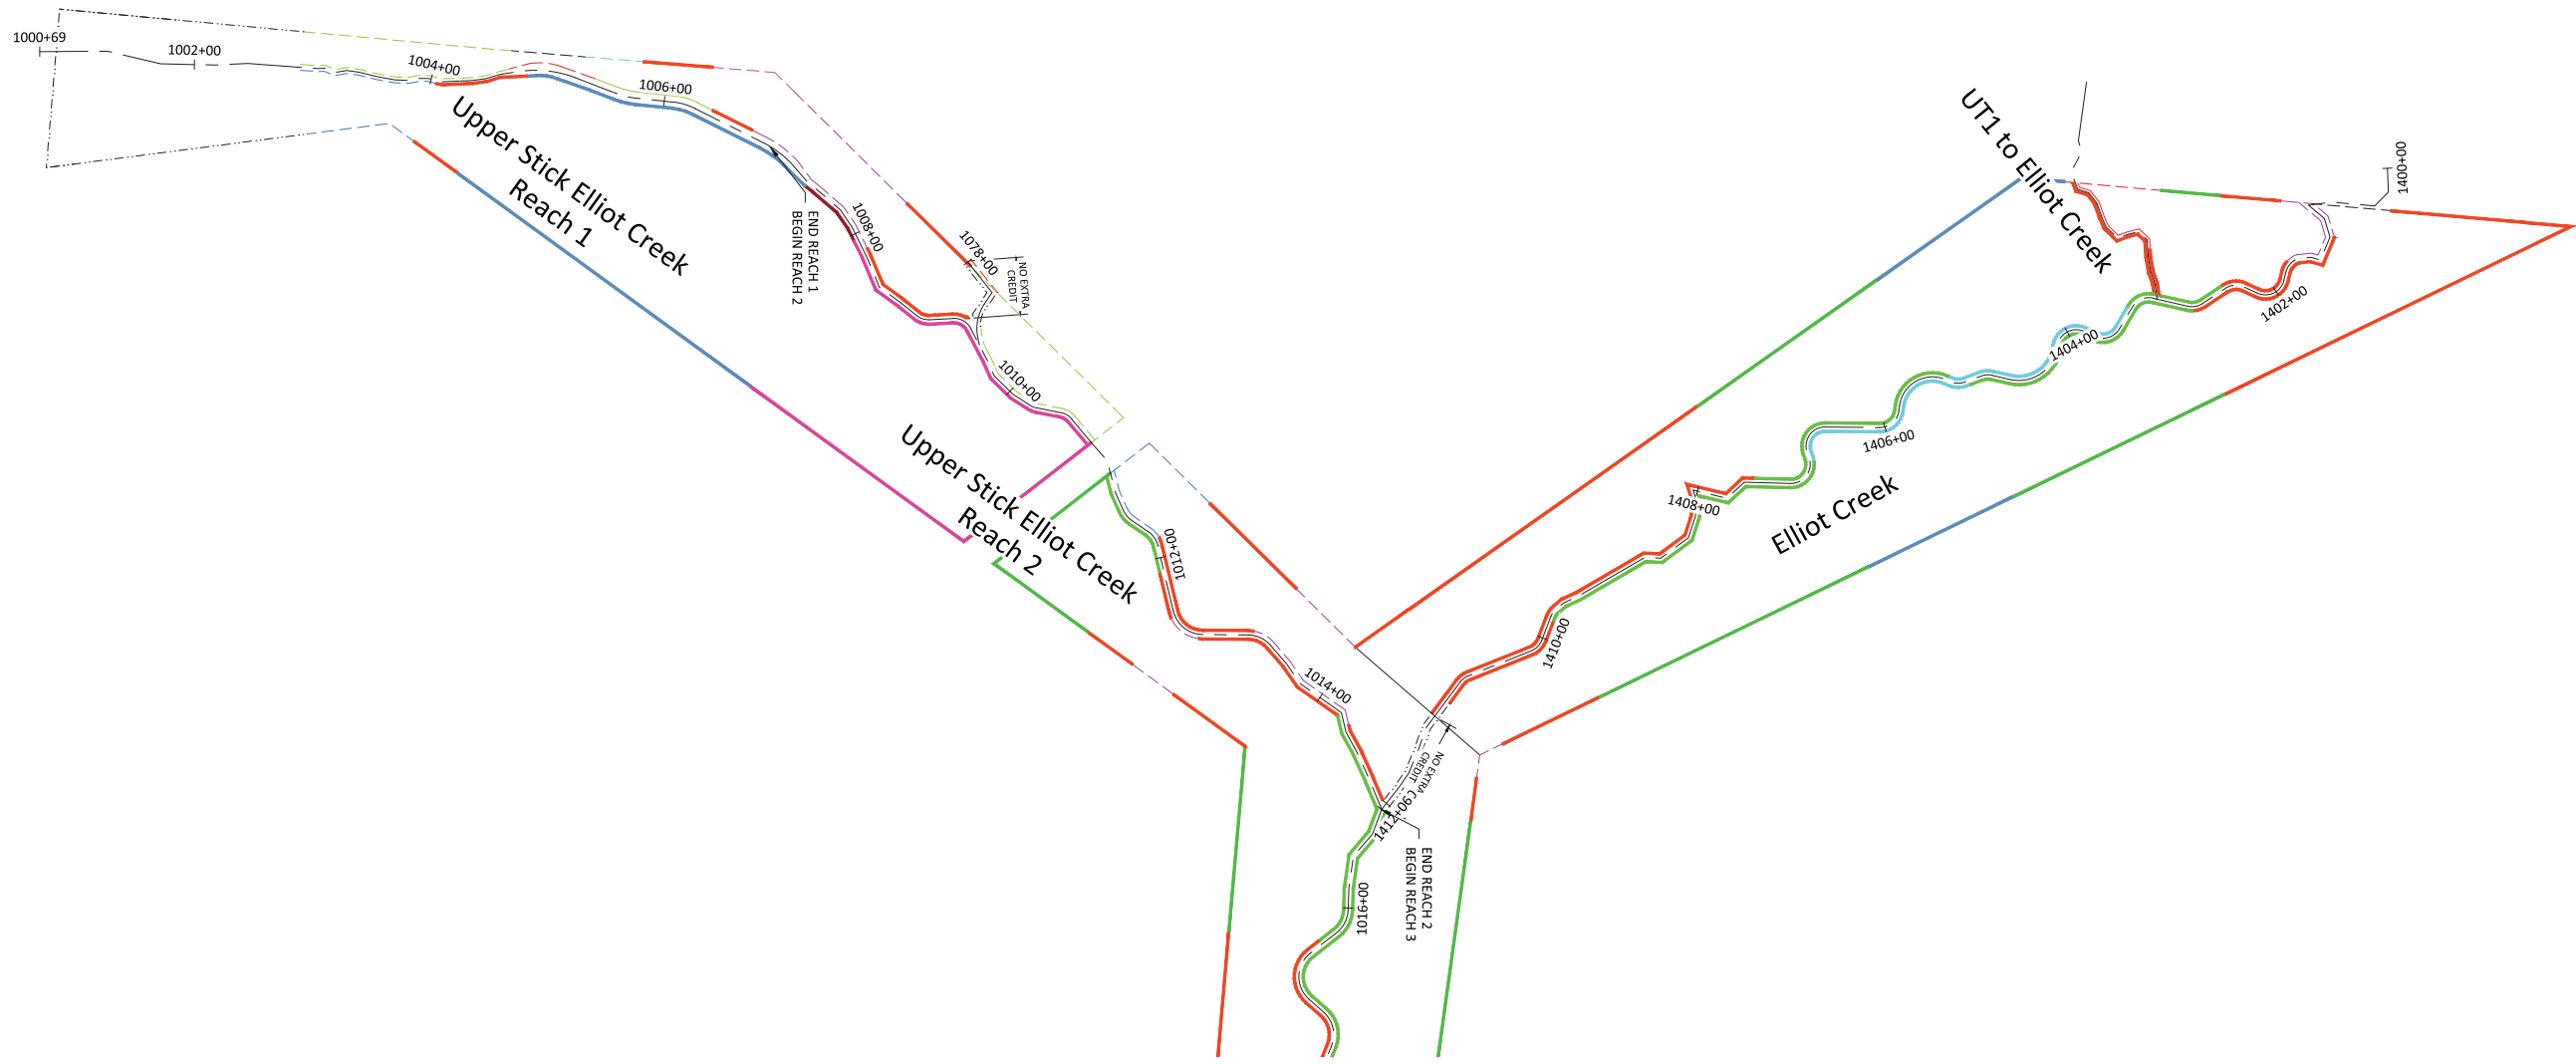 1000+69
1002+00
1004+00
1006+00
Upper Stick Elliot Creek
Reach 1
END REACH 1
BEGIN REACH 2
1008+00
1078+00
NO EXTRA
CREDIT
1010+00
Upper Stick Elliot Creek
Reach 2
1012+00
1014+00
NO EXTRA
CREDIT
1412+06
END REACH 2
BEGIN REACH 3
1016+00
UT1 to Elliot Creek
1400+00
1402+00
1404+00
1406+00
Elliot Creek
1408+00
1410+00